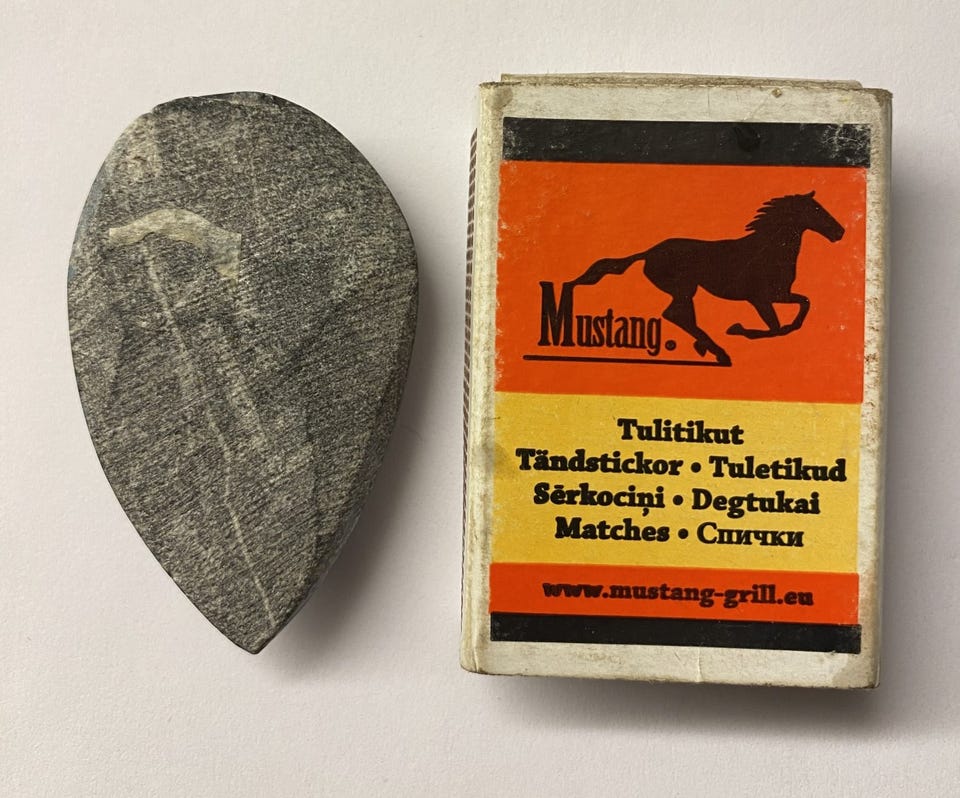 Mustang.
Tulitikut
Tändstickor • Tuletikud
Sērkociņi • Degtukai
Matches • Спички
www.mustang-grill.eu